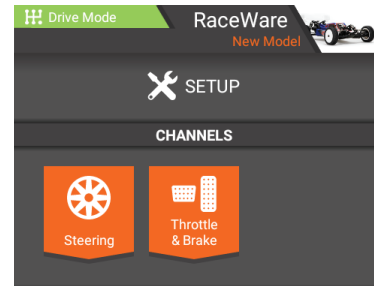 Drive Mode
RaceWare
New Model
SETUP
CHANNELS
Steering
Throttle
& Brake